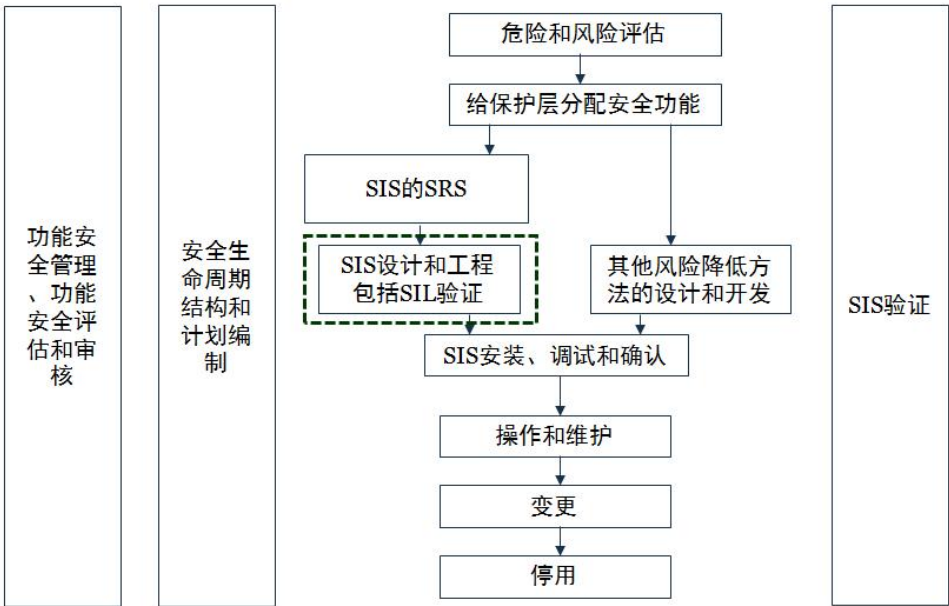 危险和风险评估
给保护层分配安全功能
SIS的SRS
SIS设计和工程
包括SIL验证
其他风险降低方
法的设计和开发
SIS安装、调试和确认
操作和维护
变更
停用
功能安
全管理
、功能
安全评
估和审
核
安全生
命周期
结构和
计划编
制
SIS验证